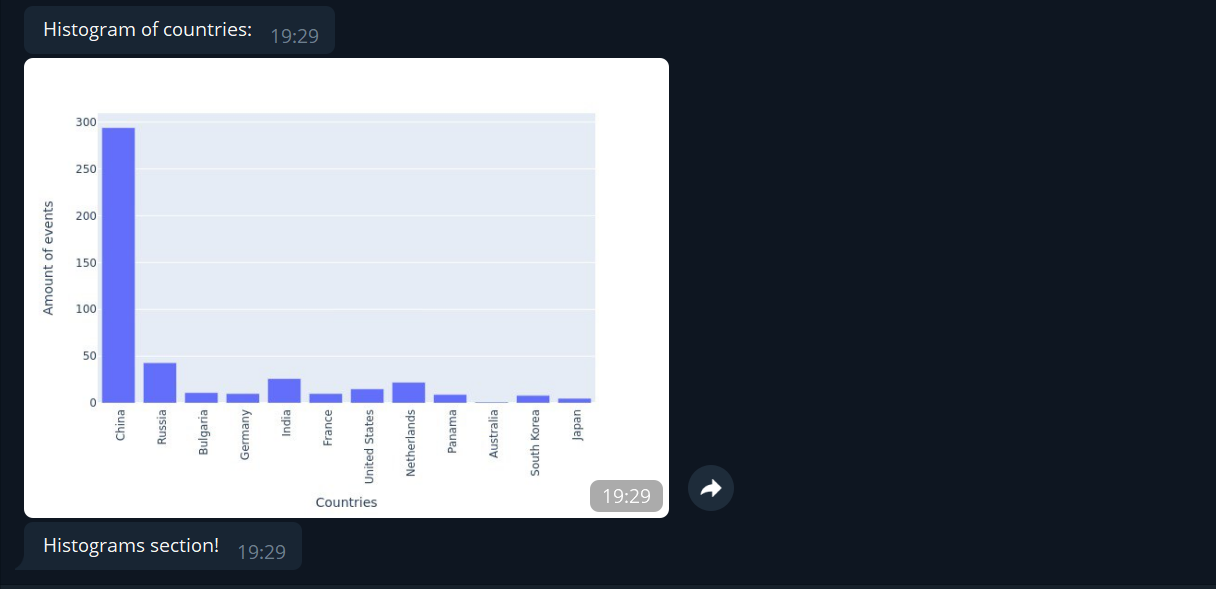 Histogram of countries: 19:29
300
250
200
150
100
50
0
Amount of events
China
Russia
Bulgaria
Germany
India
France
United States
Netherlands
Panama
Australia
South Korea
Japan
Countries
19:29
Histograms section! 19:29